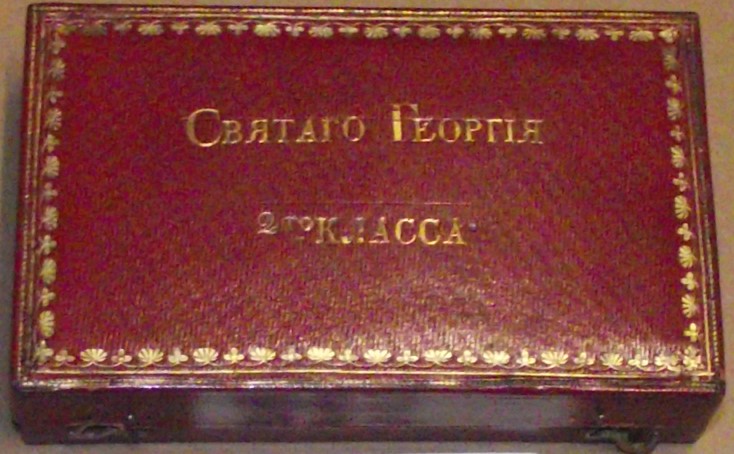 Святаго Георгія
2го класса